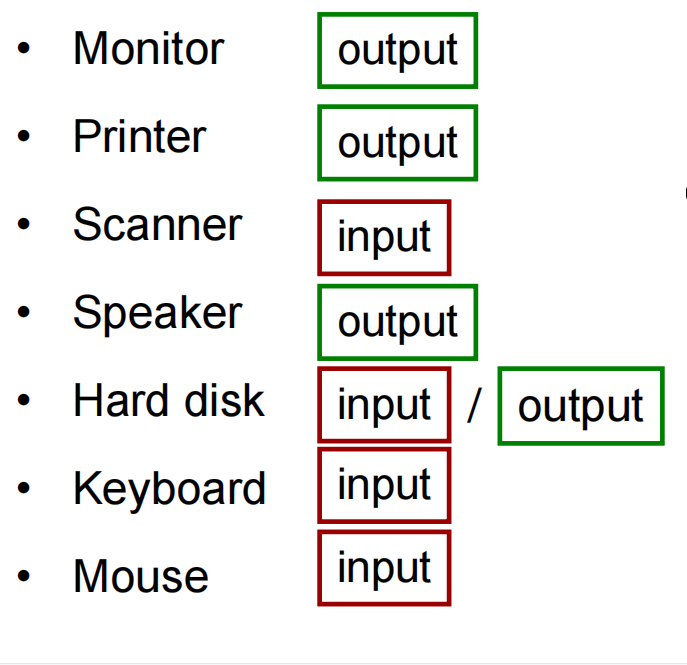 • Monitor output
• Printer output
• Scanner input
• Speaker output
• Hard disk input / output
• Keyboard input
• Mouse input